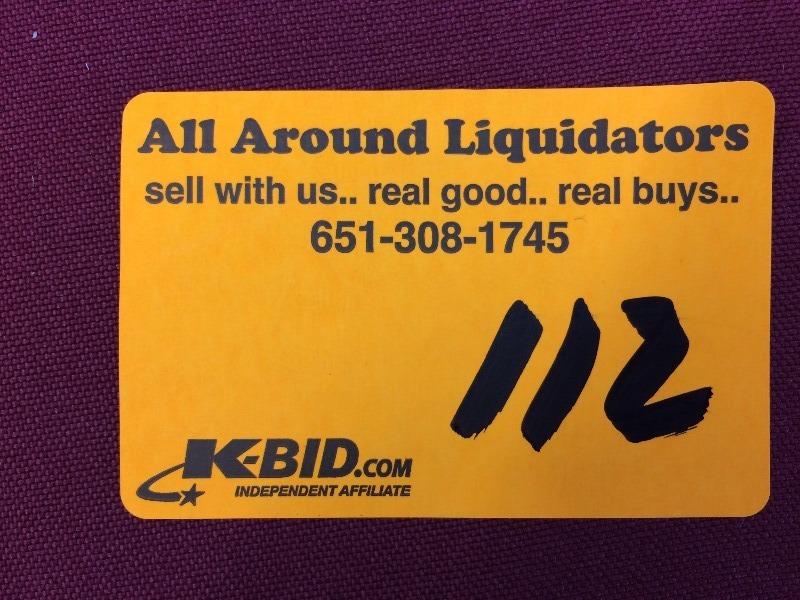 All Around Liquidators
sell with us.. real good.. real buys..
651-308-1745
112
K-BID.COM
INDEPENDENT AFFILIATE